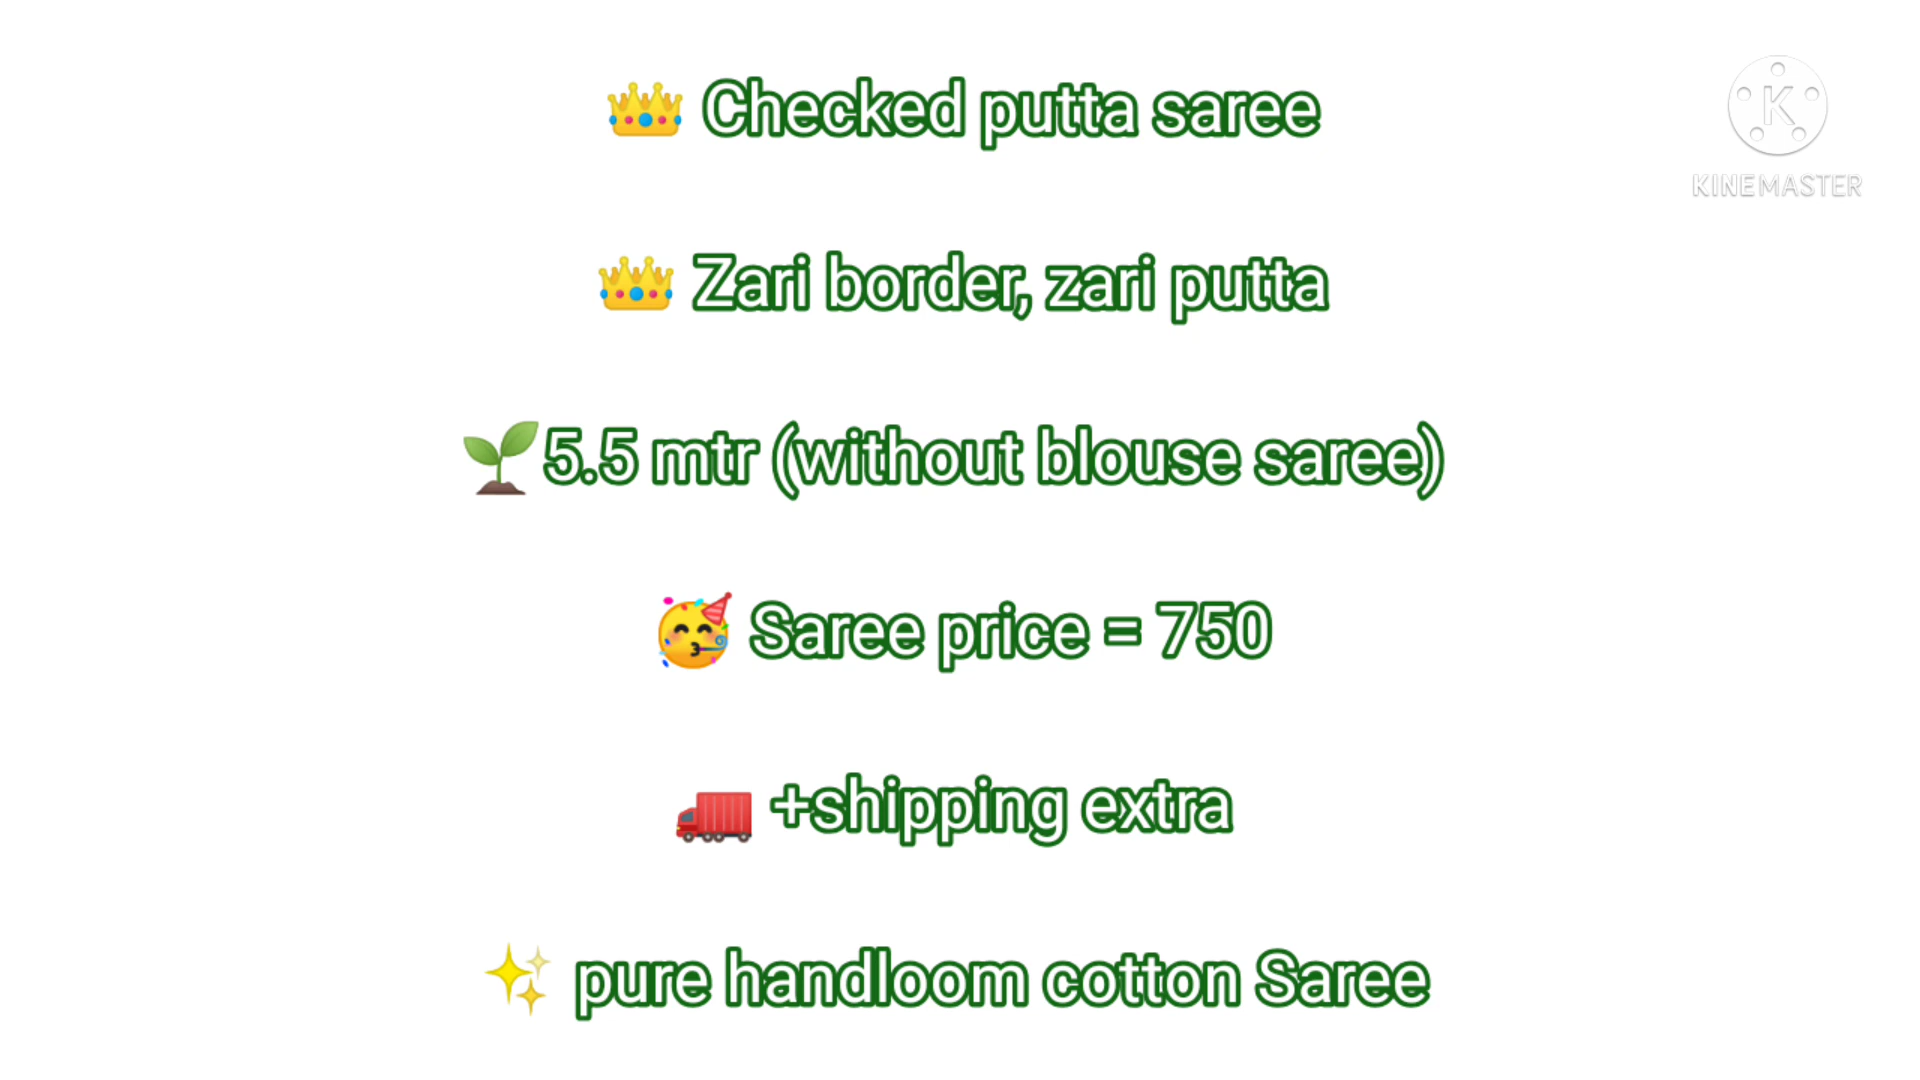 👑 Checked putta saree
KINEMASTER
👑 Zari border, zari putta
🌱5.5 mtr (without blouse saree)
🥳 Saree price = 750
🚛 +shipping extra
✨ pure handloom cotton Saree